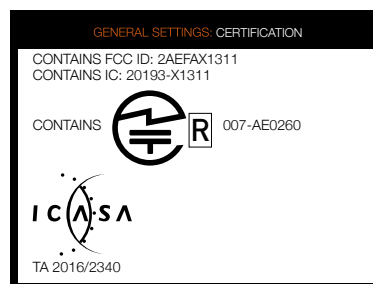 GENERAL SETTINGS: CERTIFICATION
CONTAINS FCC ID: 2AEFAX1311
CONTAINS IC: 20193-X1311
CONTAINS R 007-AE0260
ICASA
TA 2016/2340